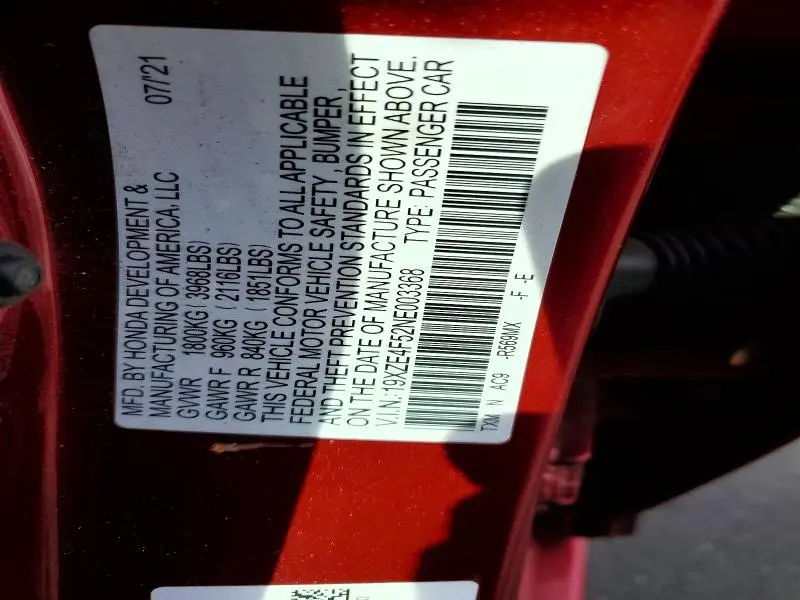 MFD. BY HONDA DEVELOPMENT &
MANUFACTURING OF AMERICA, LLC 07/'21
GVWR 1800KG (3968LBS)
GAWR F 960KG (2116LBS)
GAWR R 840KG (1851LBS)
THIS VEHICLE CONFORMS TO ALL APPLICABLE
FEDERAL MOTOR VEHICLE SAFETY, BUMPER,
AND THEFT PREVENTION STANDARDS IN EFFECT
ON THE DATE OF MANUFACTURE SHOWN ABOVE.
V.I.N.: 19XZE4F52NE003368 TYPE: PASSENGER CAR
TXM W AC9 -R569MX -F -E